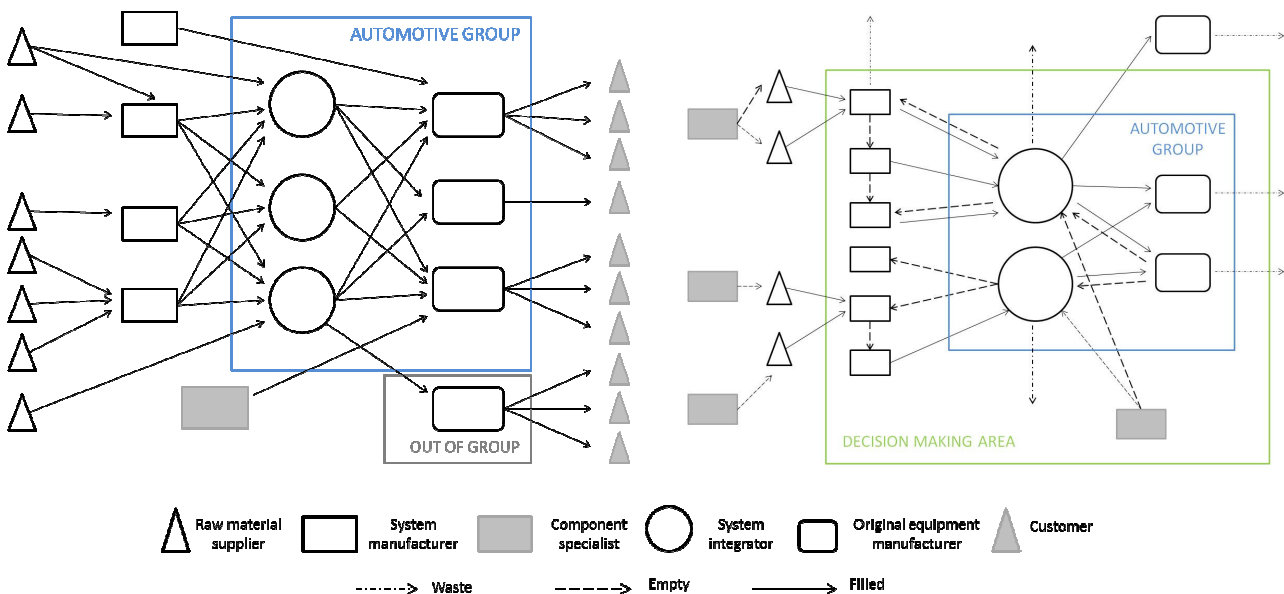 AUTOMOTIVE GROUP
OUT OF GROUP
AUTOMOTIVE
GROUP
DECISION MAKING AREA
Raw material
supplier
System
manufacturer
Component
specialist
System
integrator
Original equipment
manufacturer
Customer
Waste
Empty
Filled